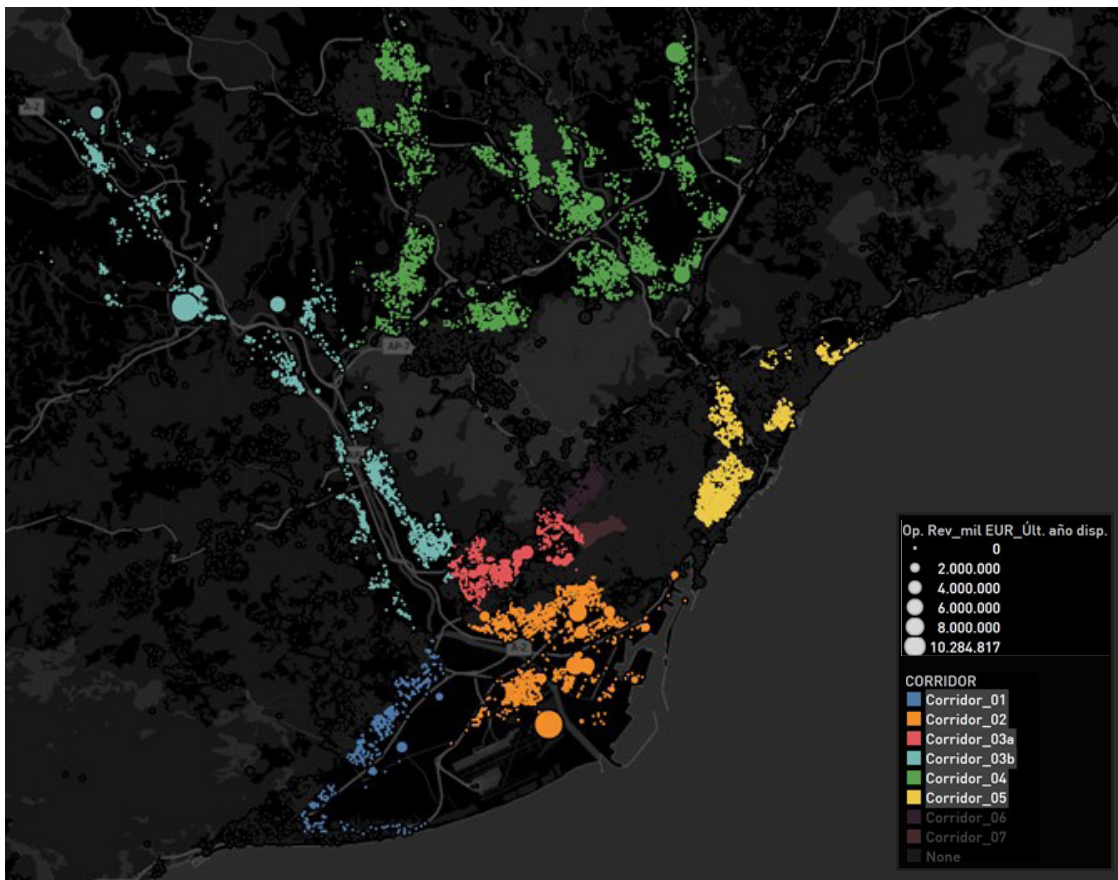 A-2
AP-7
A-2
Op. Rev_mil EUR_Últ. año disp.
0
2.000.000
4.000.000
6.000.000
8.000.000
10.284.817
CORRIDOR
Corridor_01
Corridor_02
Corridor_03a
Corridor_03b
Corridor_04
Corridor_05
Corridor_06
Corridor_07
None